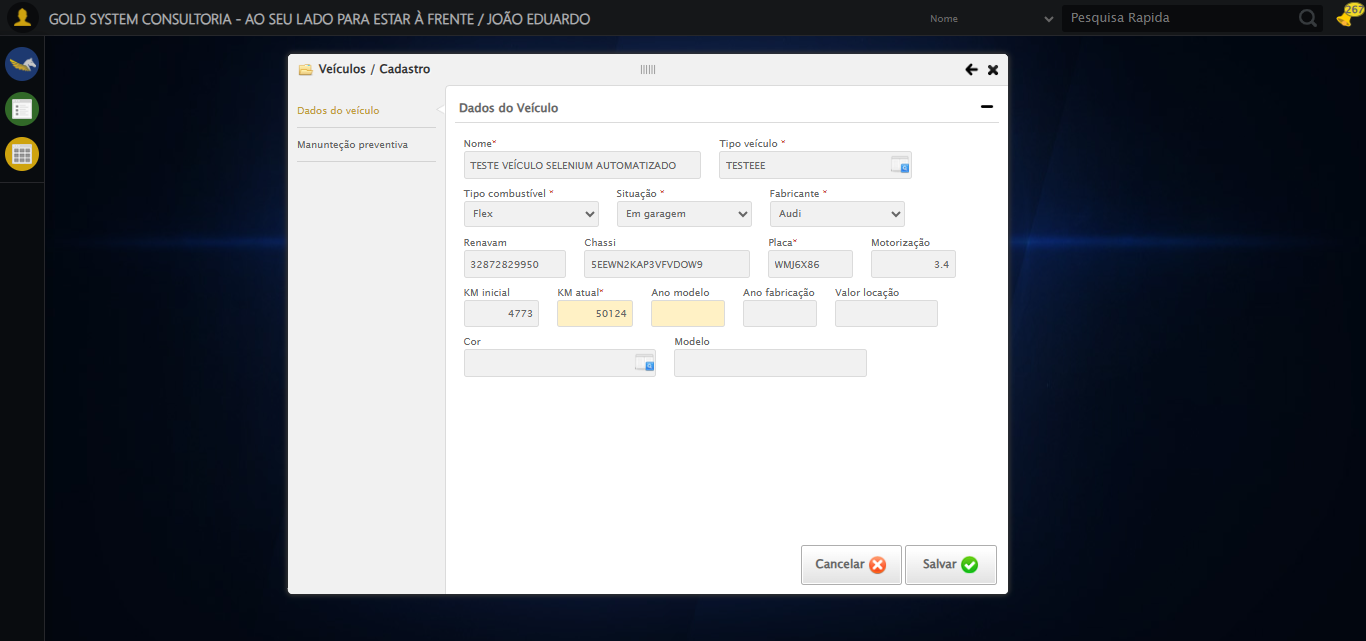 GOLD SYSTEM CONSULTORIA - AO SEU LADO PARA ESTAR À FRENTE / JOÃO EDUARDO
Nome
Pesquisa Rapida
267
Veículos / Cadastro
Dados do veículo
Manunteção preventiva
Dados do Veículo
Nome* Tipo veículo *
TESTE VEÍCULO SELENIUM AUTOMATIZADO TESTEEE
Tipo combustível * Situação * Fabricante *
Flex Em garagem Audi
Renavam Chassi Placa* Motorização
32872829950 5EEWN2KAP3VFVDOW9 WMJ6X86 3.4
KM inicial KM atual* Ano modelo Ano fabricação Valor locação
4773 50124
Cor Modelo
Cancelar Salvar